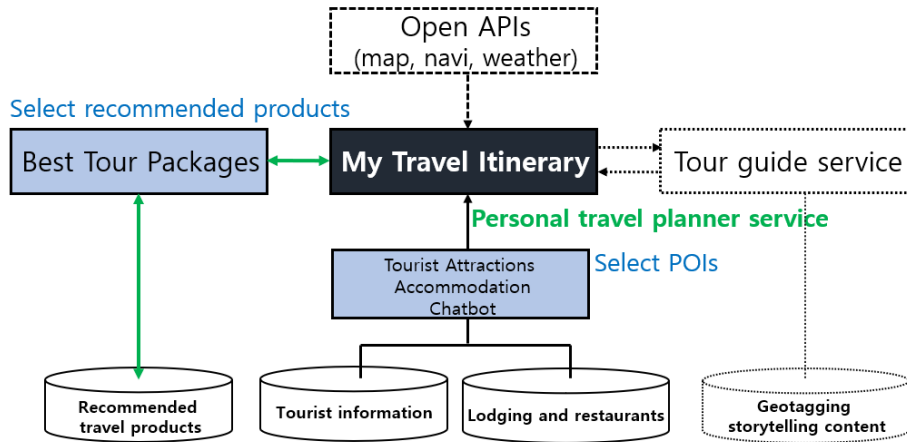 Open APIs
(map, navi, weather)
Select recommended products
Best Tour Packages
My Travel Itinerary
Tour guide service
Personal travel planner service
Tourist Attractions
Accommodation
Chatbot
Select POIs
Recommended
travel products
Tourist information
Lodging and restaurants
Geotagging
storytelling content